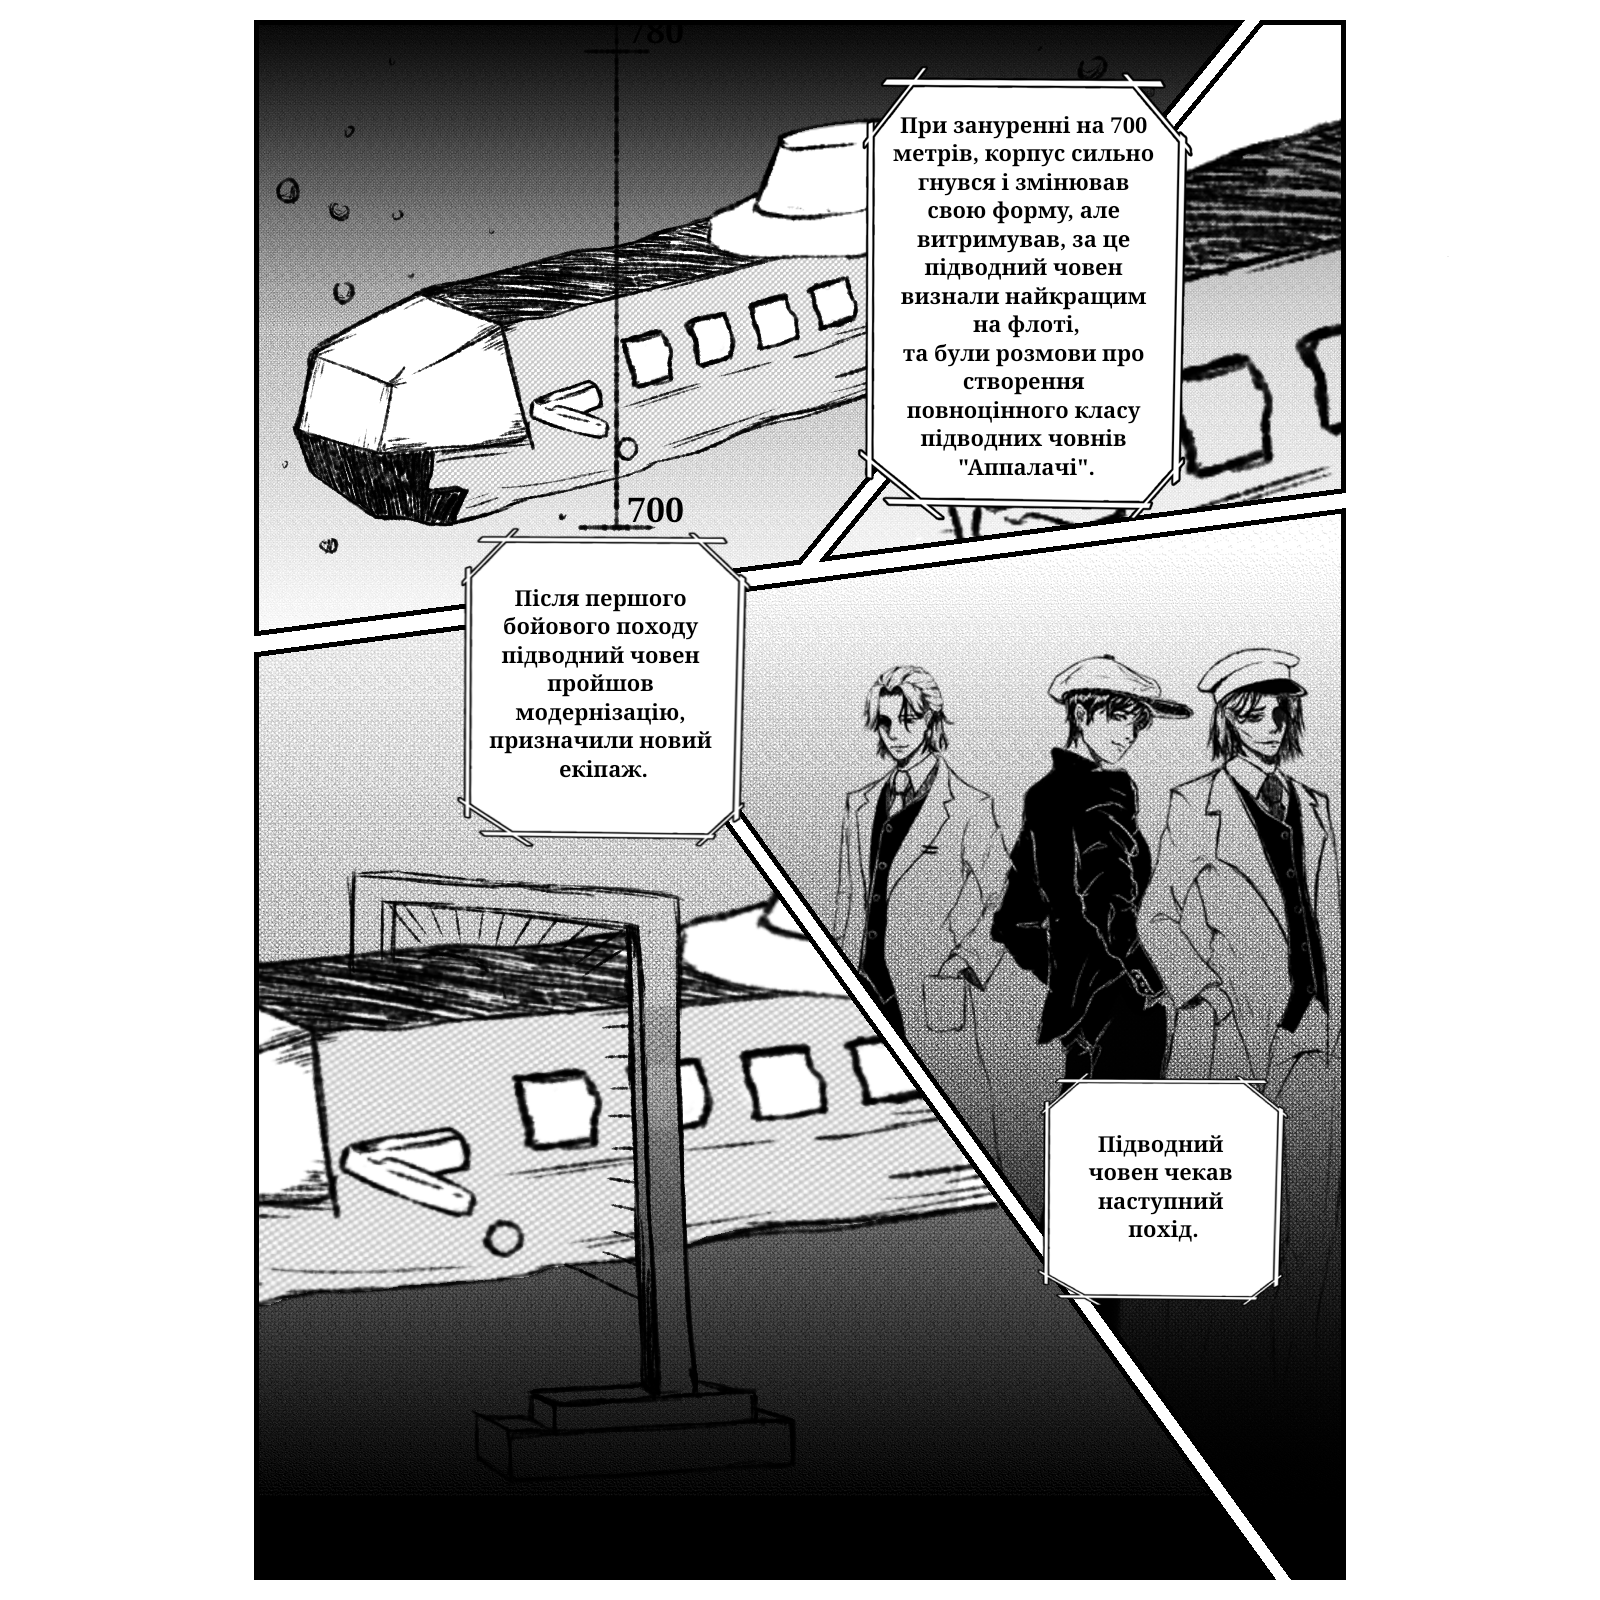 780
При зануренні на 700
метрів, корпус сильно
гнувся і змінював
свою форму, але
витримував, за це
підводний човен
визнали найкращим
на флоті,
та були розмови про
створення
повноцінного класу
підводних човнів
"Аппалачі".
700
Після першого
бойового походу
підводний човен
пройшов
модернізацію,
призначили новий
екіпаж.
Підводний
човен чекав
наступний
похід.